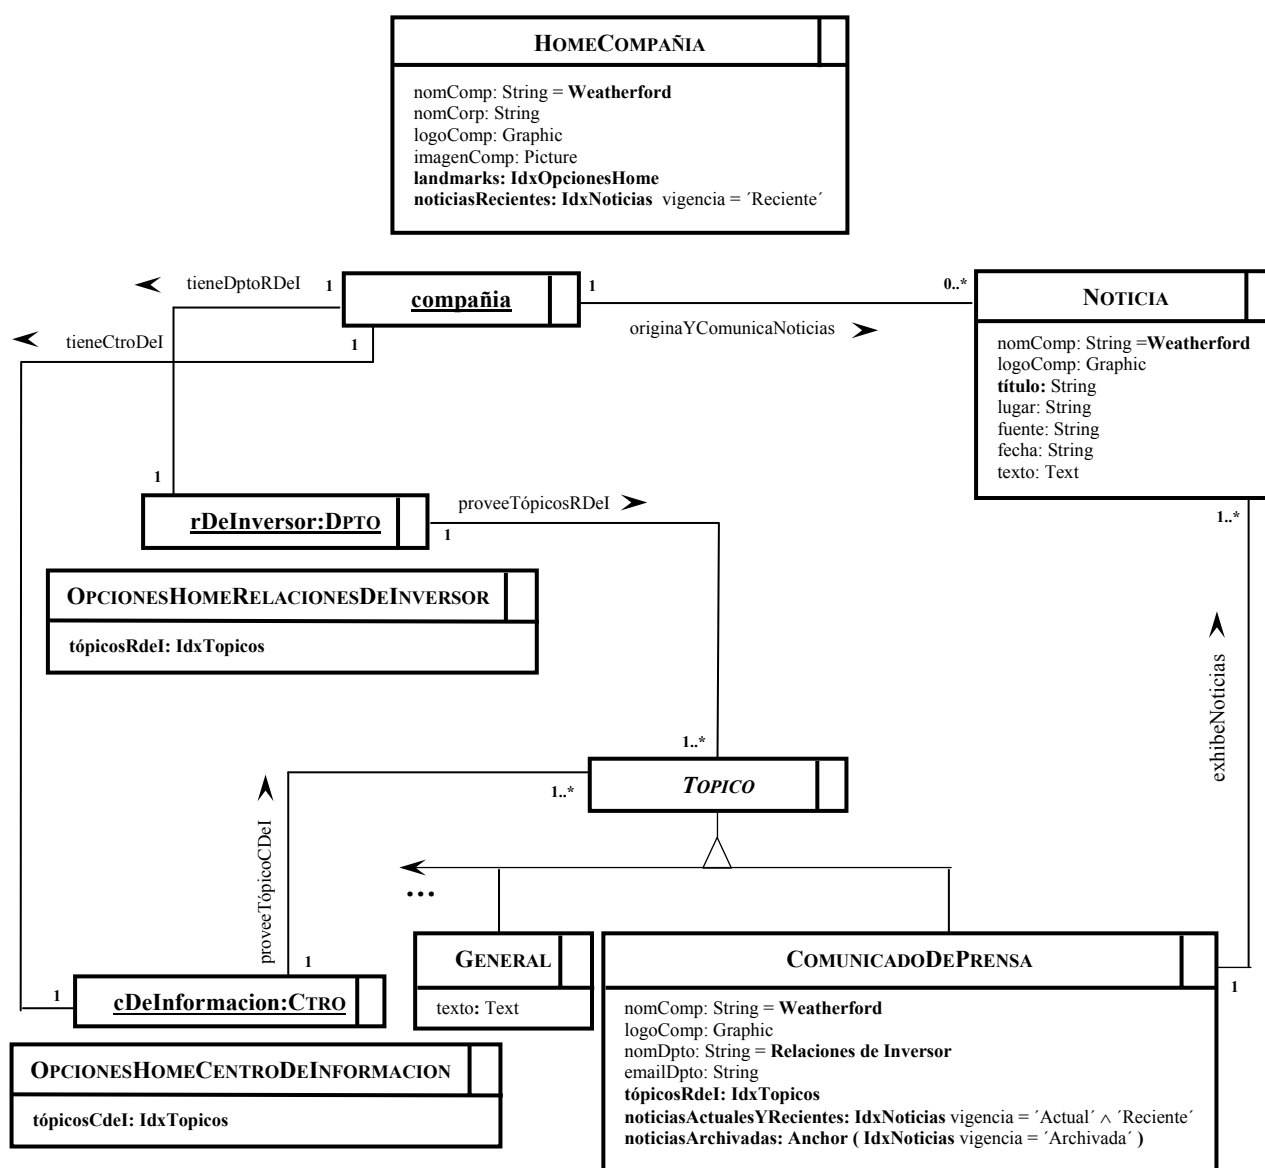 HOMECOMPAÑIA
nomComp: String = Weatherford
nomCorp: String
logoComp: Graphic
imagenComp: Picture
landmarks: IdxOpcionesHome
noticiasRecientes: IdxNoticias vigencia = ´Reciente´
tieneDptoRDeI
1
compañia
1
0..*
originaYComunicaNoticias
NOTICIA
nomComp: String =Weatherford
logoComp: Graphic
título: String
lugar: String
fuente: String
fecha: String
texto: Text
tieneCtroDeI
1
1
rDeInversor:DPTO
proveeTópicosRDeI
1
1..*
OPCIONESHOMERELACIONESDEINVERSOR
tópicosRdeI: IdxTopicos
exhibeNoticias
1..*
TOPICO
1..*
proveeTópicoCDeI
...
1
1
cDeInformacion:CTRO
GENERAL
texto: Text
COMUNICADODEPRENSA
1
nomComp: String = Weatherford
logoComp: Graphic
nomDpto: String = Relaciones de Inversor
emailDpto: String
tópicosRdeI: IdxTopicos
noticiasActualesYRecientes: IdxNoticias vigencia = ´Actual´ ∧ ´Reciente´
noticiasArchivadas: Anchor ( IdxNoticias vigencia = ´Archivada´ )
OPCIONESHOMECENTRODEINFORMACION
tópicosCdeI: IdxTopicos